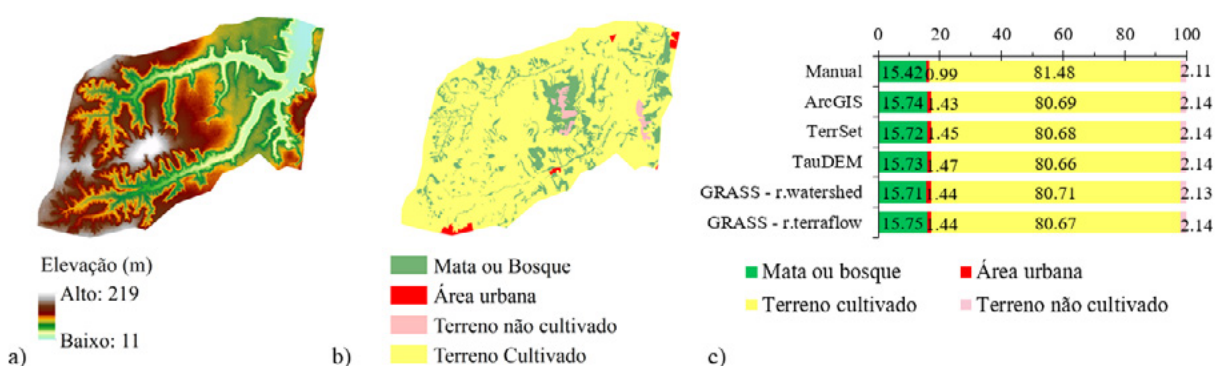 Elevação (m)
Alto: 219
Baixo: 11
a)
Mata ou Bosque
Área urbana
Terreno não cultivado
Terreno Cultivado
b)
0 20 40 60 80 100
Manual 15.42 0.99 81.48 2.11
ArcGIS 15.74 1.43 80.69 2.14
TerrSet 15.72 1.45 80.68 2.14
TauDEM 15.73 1.47 80.66 2.14
GRASS - r.watershed 15.71 1.44 80.71 2.13
GRASS - r.terraflow 15.75 1.44 80.67 2.14
Mata ou bosque Área urbana
Terreno cultivado Terreno não cultivado
c)